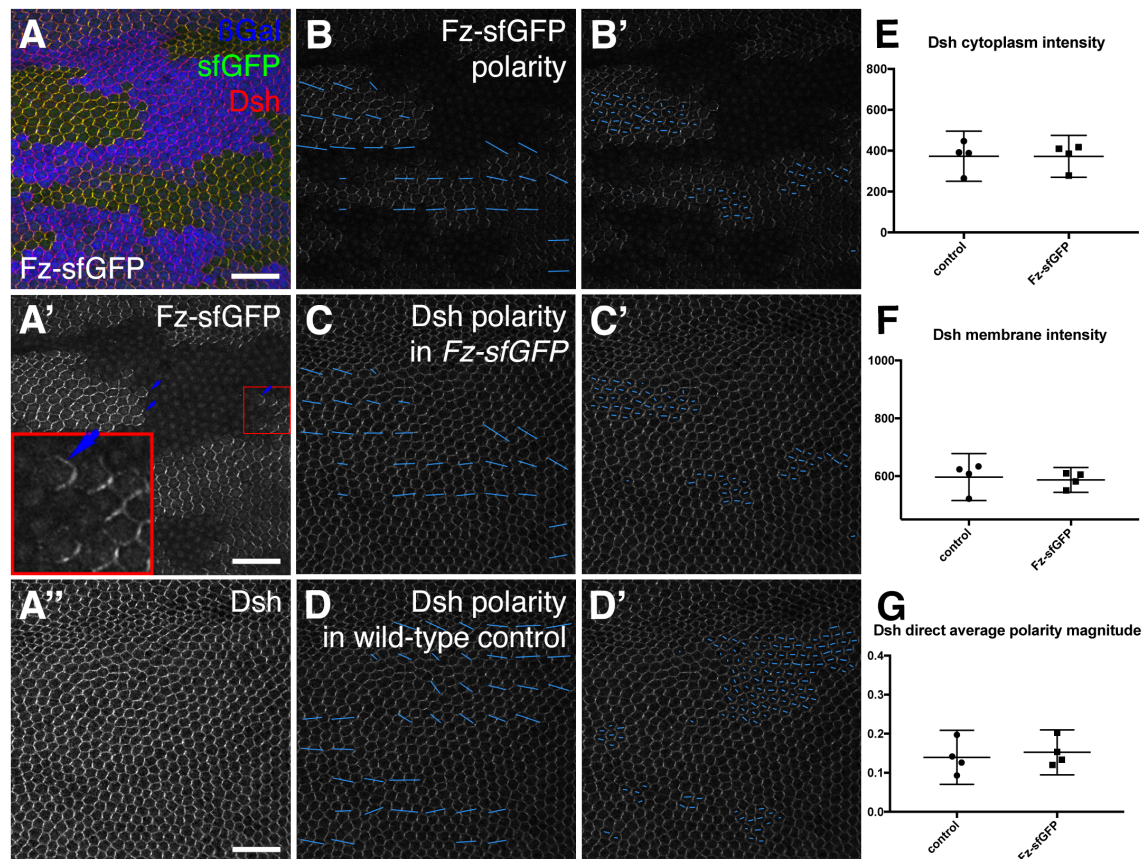 A
βGal
sfGFP
Dsh
Fz-sfGFP
B
Fz-sfGFP
polarity
B'
A'
Fz-sfGFP
C
Dsh polarity
in Fz-sfGFP
C'
A''
Dsh
D
Dsh polarity
in wild-type control
D'
E
Dsh cytoplasm intensity
800
600
400
200
0
control
Fz-sfGFP
F
Dsh membrane intensity
1000
800
600
control
Fz-sfGFP
G
Dsh direct average polarity magnitude
0.4
0.3
0.2
0.1
0.0
control
Fz-sfGFP